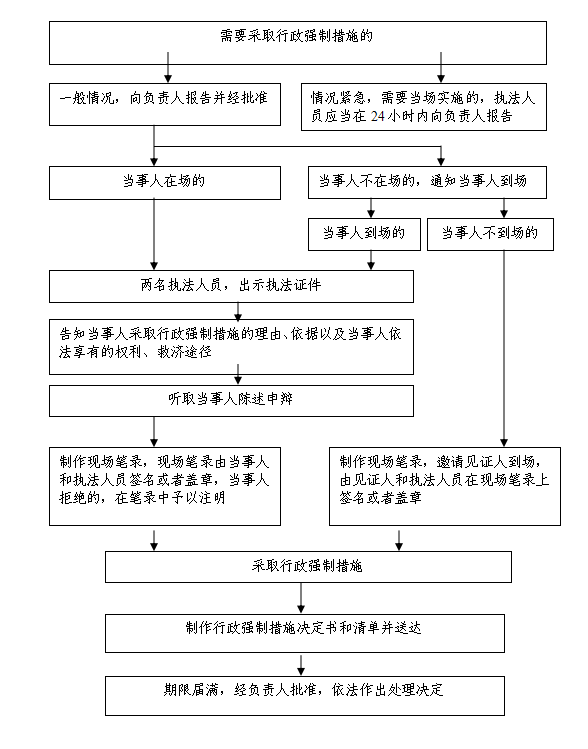 需要采取行政强制措施的
一般情况，向负责人报告并经批准
情况紧急，需要当场实施的，执法人
员应当在 24 小时内向负责人报告
当事人在场的
当事人不在场的，通知当事人到场
当事人到场的
当事人不到场的
两名执法人员，出示执法证件
告知当事人采取行政强制措施的理由、依据以及当事人依
法享有的权利、救济途径
听取当事人陈述申辩
制作现场笔录，现场笔录由当事人
和执法人员签名或者盖章，当事人
拒绝的，在笔录中予以注明
制作现场笔录，邀请见证人到场，
由见证人和执法人员在现场笔录上
签名或者盖章
采取行政强制措施
制作行政强制措施决定书和清单并送达
期限届满，经负责人批准，依法作出处理决定